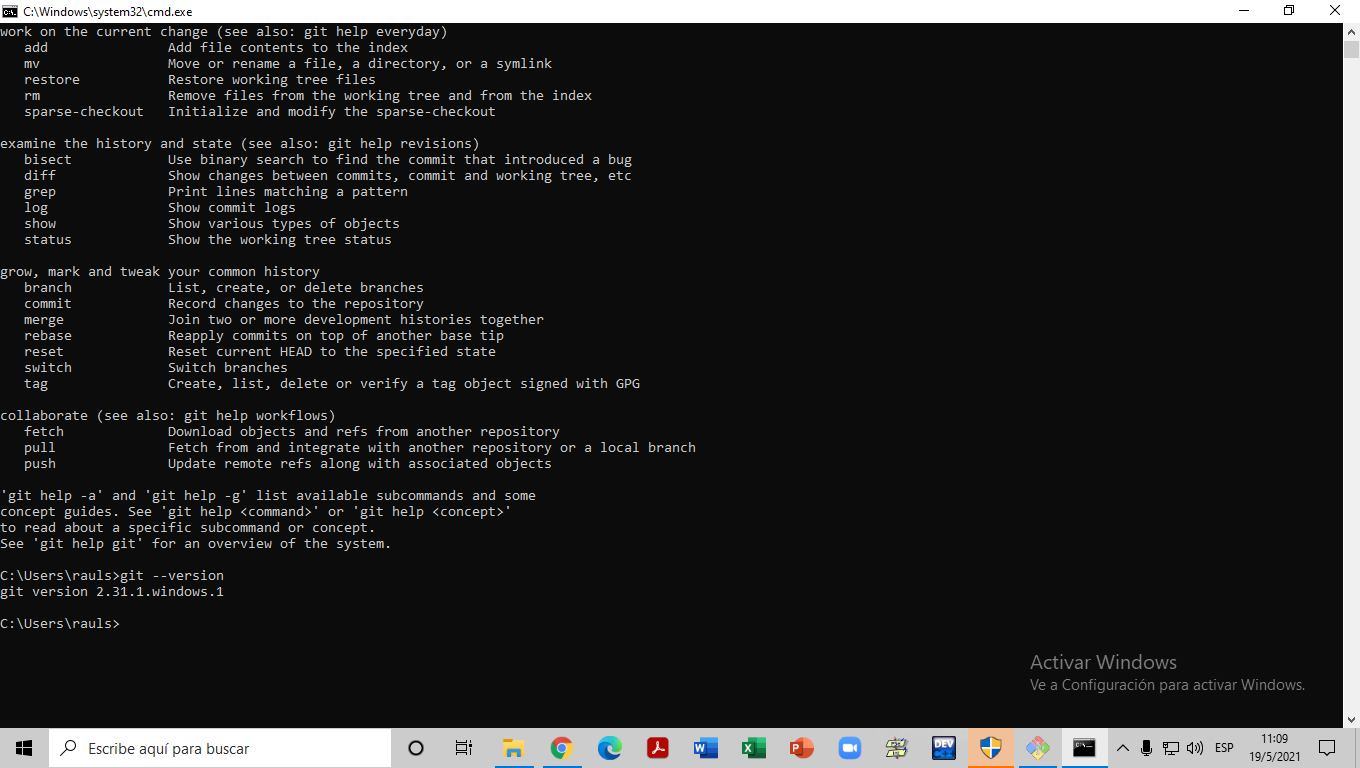 C:\Windows\system32\cmd.exe
work on the current change (see also: git help everyday)
   add               Add file contents to the index
   mv                Move or rename a file, a directory, or a symlink
   restore           Restore working tree files
   rm                Remove files from the working tree and from the index
   sparse-checkout   Initialize and modify the sparse-checkout

examine the history and state (see also: git help revisions)
   bisect            Use binary search to find the commit that introduced a bug
   diff              Show changes between commits, commit and working tree, etc
   grep              Print lines matching a pattern
   log               Show commit logs
   show              Show various types of objects
   status            Show the working tree status

grow, mark and tweak your common history
   branch            List, create, or delete branches
   commit            Record changes to the repository
   merge             Join two or more development histories together
   rebase            Reapply commits on top of another base tip
   reset             Reset current HEAD to the specified state
   switch            Switch branches
   tag               Create, list, delete or verify a tag object signed with GPG

collaborate (see also: git help workflows)
   fetch             Download objects and refs from another repository
   pull              Fetch from and integrate with another repository or a local branch
   push              Update remote refs along with associated objects

'git help -a' and 'git help -g' list available subcommands and some
concept guides. See 'git help <command>' or 'git help <concept>'
to read about a specific subcommand or concept.
See 'git help git' for an overview of the system.

C:\Users\rauls>git --version
git version 2.31.1.windows.1

C:\Users\rauls>
Activar Windows
Ve a Configuración para activar Windows.
Escribe aquí para buscar
DEV
ESP
11:09
19/5/2021